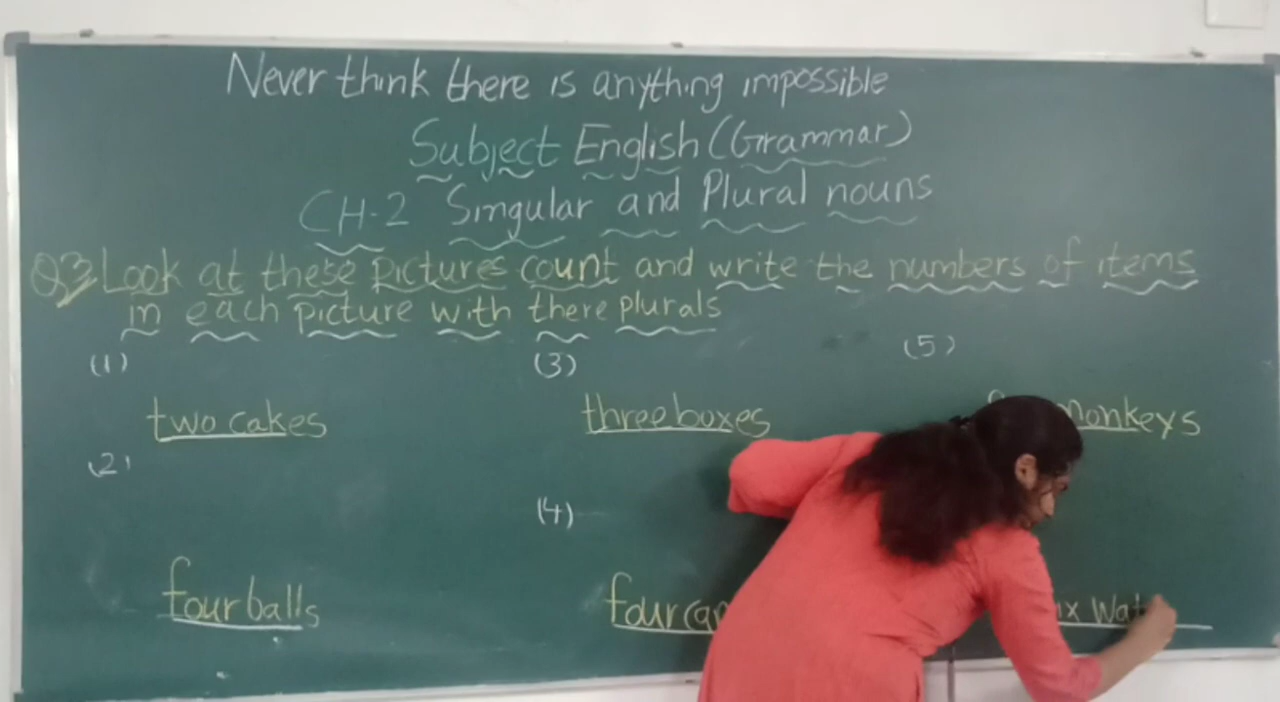 Never think there is anything impossible
Subject English (Grammar)
CH-2 Singular and Plural nouns
Q3, Look at these pictures count and write the numbers of items
in each picture with there plurals
(1)
(3)
(5)
two cakes
three boxes
monkeys
(2)
(4)
four balls
four